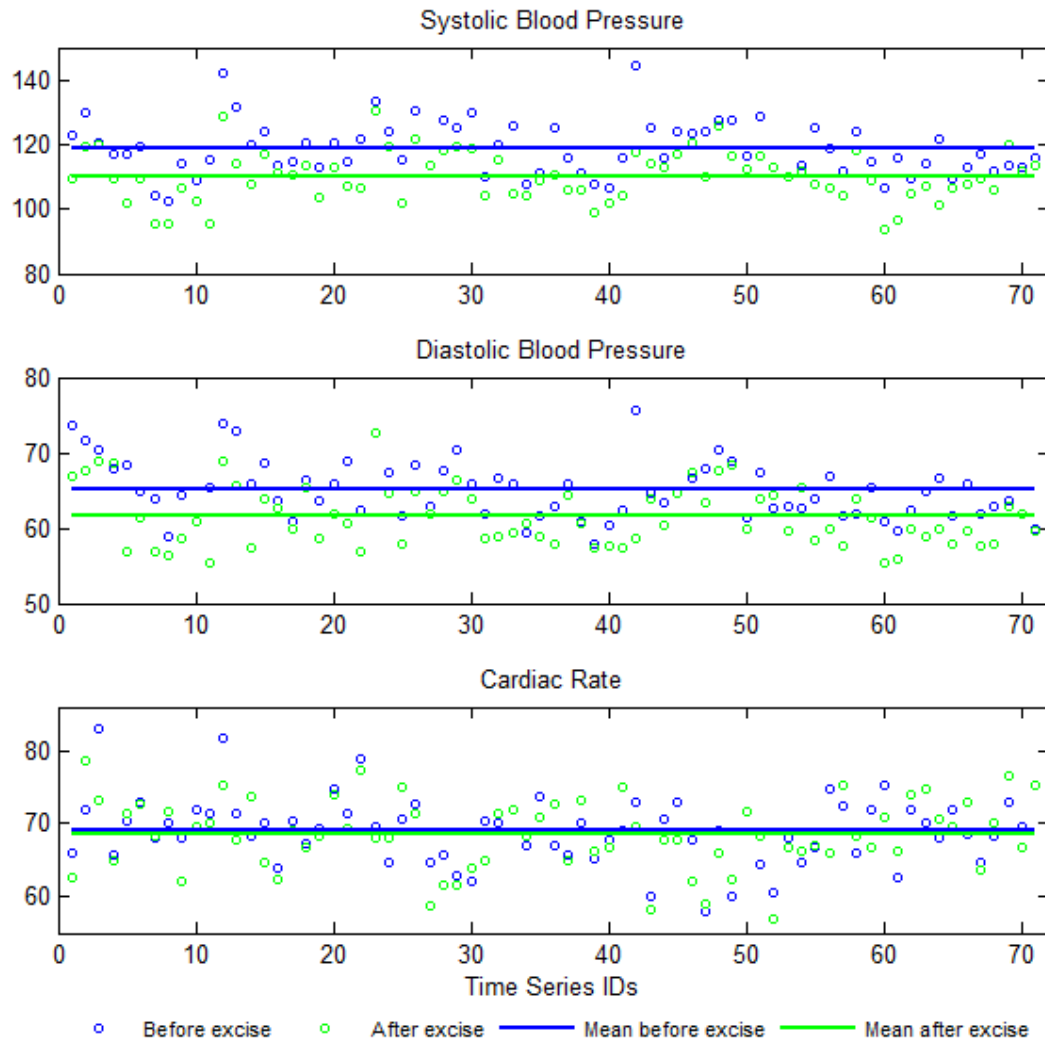 Systolic Blood Pressure
140
120
100
80
0 10 20 30 40 50 60 70
Diastolic Blood Pressure
80
70
60
50
0 10 20 30 40 50 60 70
Cardiac Rate
80
70
60
0 10 20 30 40 50 60 70
Time Series IDs
Before excise After excise Mean before excise Mean after excise